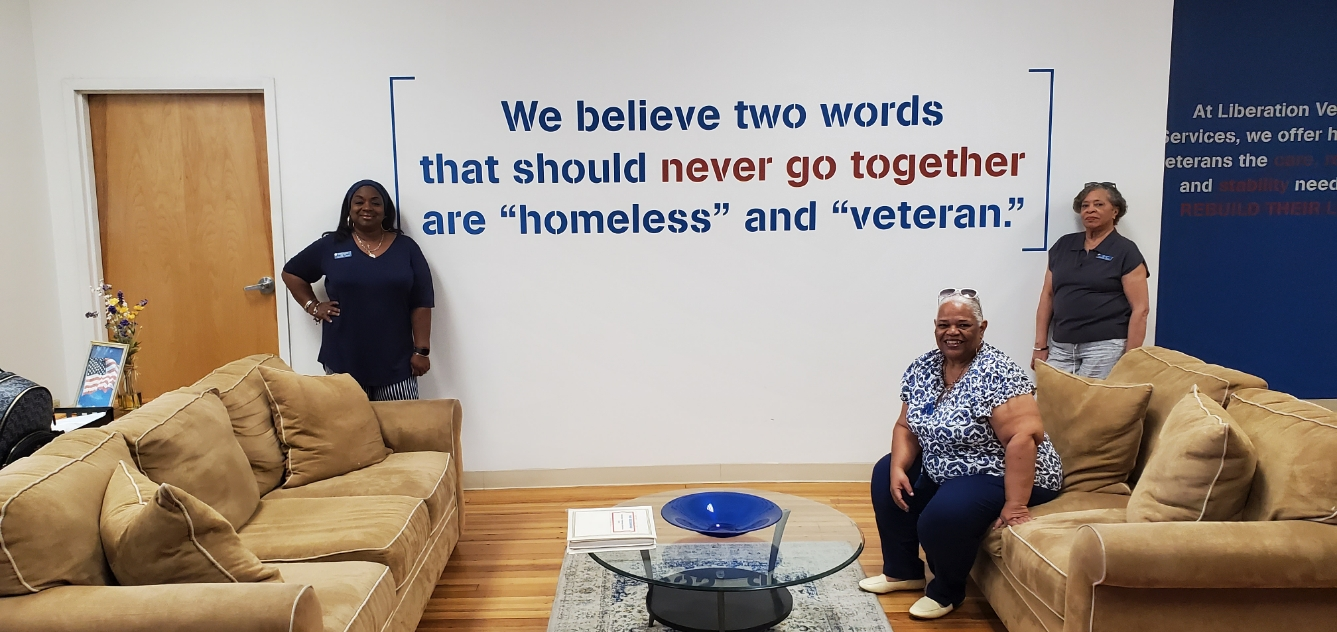 We believe two words
that should never go together
are “homeless” and “veteran.”
At Liberation Ve
Services, we offer h
eterans the care,
and stability need
REBUILD THEIR